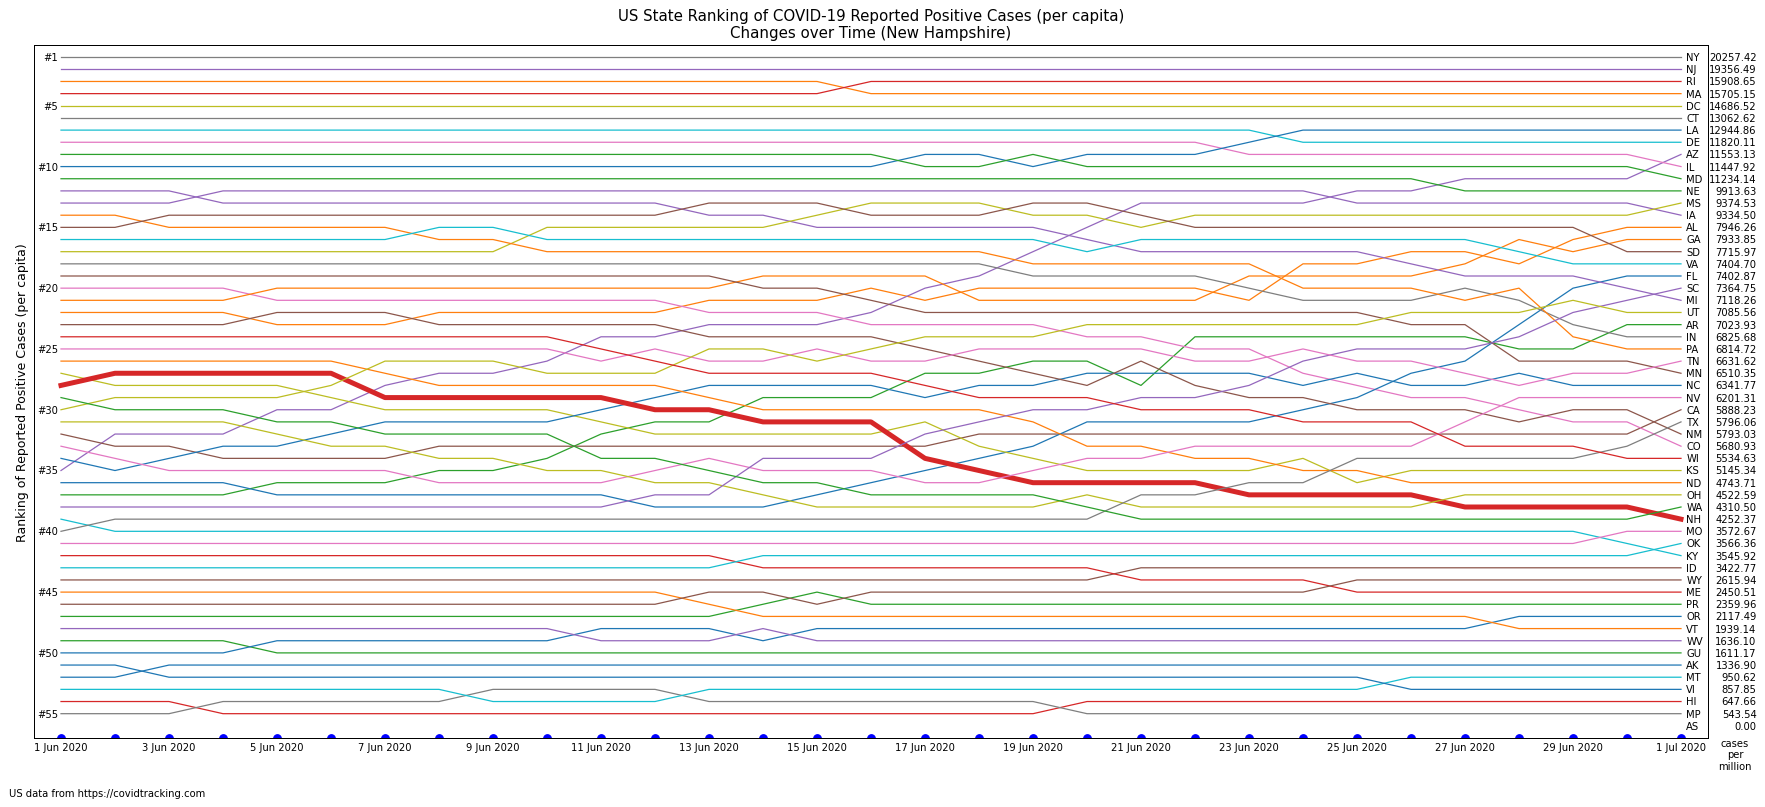 US State Ranking of COVID-19 Reported Positive Cases (per capita)
Changes over Time (New Hampshire)
Ranking of Reported Positive Cases (per capita)
#1
#5
#10
#15
#20
#25
#30
#35
#40
#45
#50
#55
NY 20257.42
NJ 19356.49
RI 15908.65
MA 15705.15
DC 14686.52
CT 13062.62
LA 12944.86
DE 11820.11
AZ 11553.13
IL 11447.92
MD 11234.14
NE 9913.63
MS 9374.53
IA 9334.50
AL 7946.26
GA 7933.85
SD 7715.97
VA 7404.70
FL 7402.87
SC 7364.75
MI 7118.26
UT 7085.56
AR 7023.93
IN 6825.68
PA 6814.72
TN 6631.62
MN 6510.35
NC 6341.77
NV 6201.31
CA 5888.23
TX 5796.06
NM 5793.03
CO 5680.93
WI 5534.63
KS 5145.34
ND 4743.71
OH 4522.59
WA 4310.50
NH 4252.37
MO 3572.67
OK 3566.36
KY 3545.92
ID 3422.77
WY 2615.94
ME 2450.51
PR 2359.96
OR 2117.49
VT 1939.14
WV 1636.10
GU 1611.17
AK 1336.90
MT 950.62
VI 857.85
HI 647.66
MP 543.54
AS 0.00
1 Jun 2020 3 Jun 2020 5 Jun 2020 7 Jun 2020 9 Jun 2020 11 Jun 2020 13 Jun 2020 15 Jun 2020 17 Jun 2020 19 Jun 2020 21 Jun 2020 23 Jun 2020 25 Jun 2020 27 Jun 2020 29 Jun 2020 1 Jul 2020
cases
per
million
US data from https://covidtracking.com